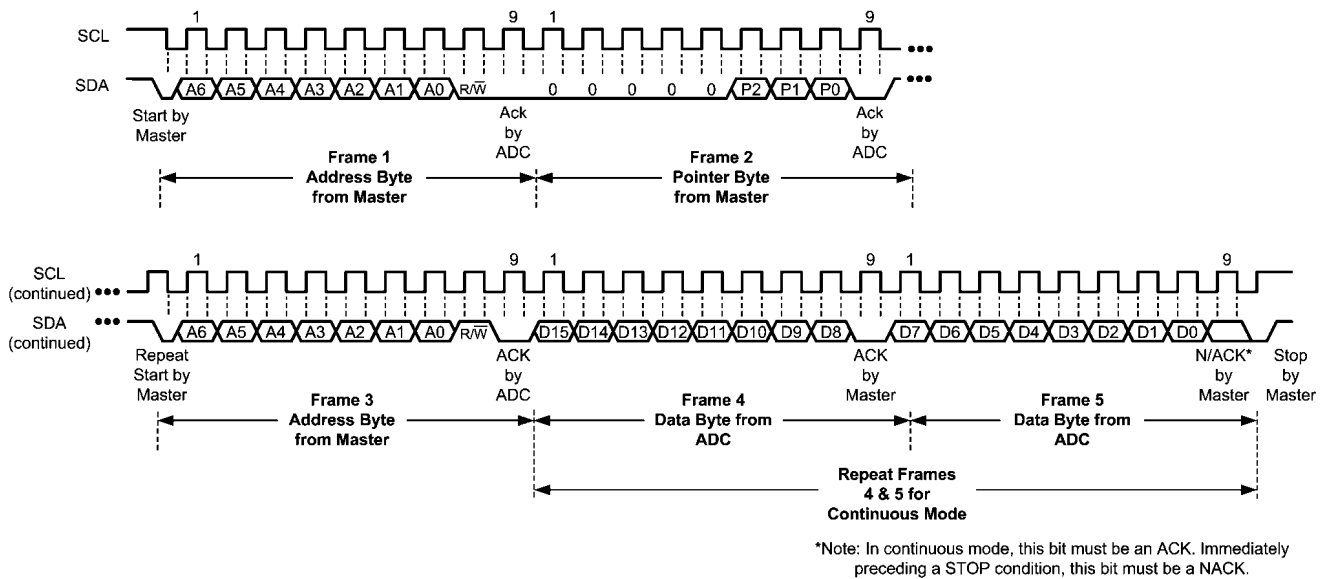 1 9 1 9
SCL
SDA
A6 A5 A4 A3 A2 A1 A0 R/W̅ 0 0 0 0 0 P2 P1 P0
Start by
Master
Ack
by
ADC
Ack
by
ADC
Frame 1
Address Byte
from Master
Frame 2
Pointer Byte
from Master
1 9 1 9 1 9
SCL
(continued)
SDA
(continued)
A6 A5 A4 A3 A2 A1 A0 R/W̅ D15 D14 D13 D12 D11 D10 D9 D8 D7 D6 D5 D4 D3 D2 D1 D0
Repeat
Start by
Master
ACK
by
ADC
ACK
by
Master
N/ACK*
by
Master
Stop
by
Master
Frame 3
Address Byte
from Master
Frame 4
Data Byte from
ADC
Frame 5
Data Byte from
ADC
Repeat Frames
4 & 5 for
Continuous Mode
*Note: In continuous mode, this bit must be an ACK. Immediately
preceding a STOP condition, this bit must be a NACK.